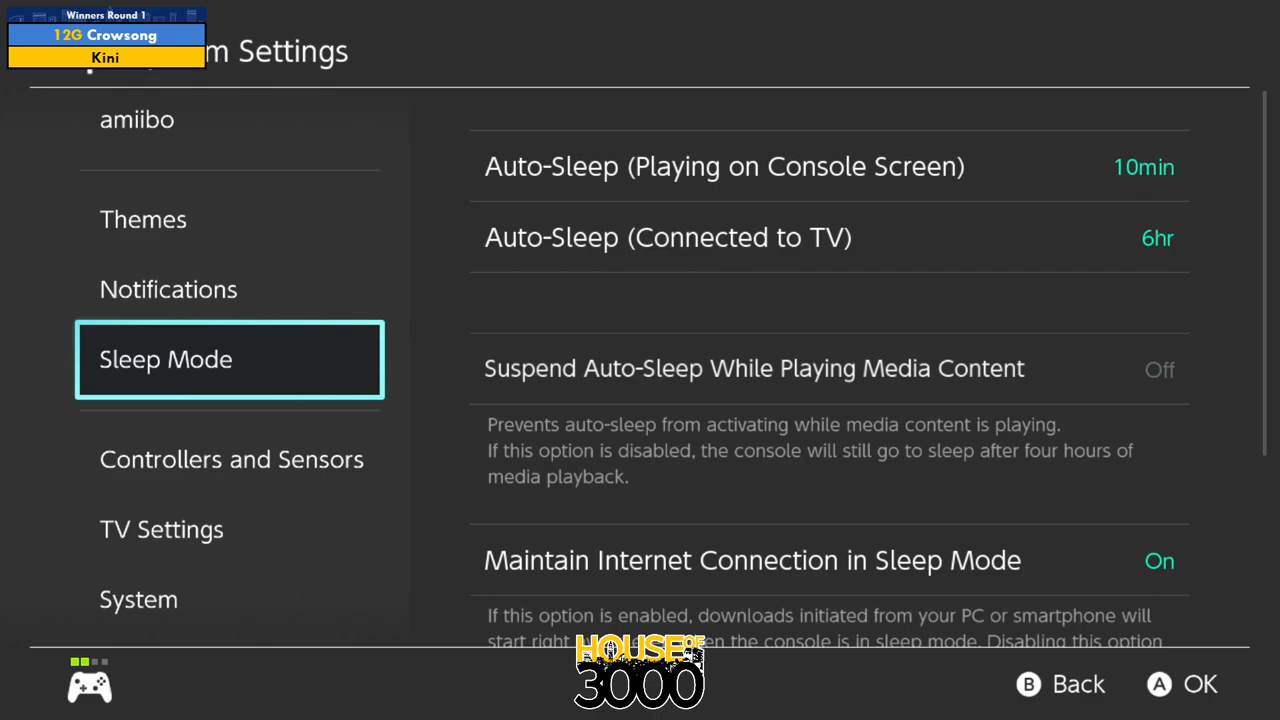 Winners Round 1
12G Crowsong
Kini
m Settings
amiibo
Themes
Notifications
Sleep Mode
Controllers and Sensors
TV Settings
System
Auto-Sleep (Playing on Console Screen) 10min
Auto-Sleep (Connected to TV) 6hr
Suspend Auto-Sleep While Playing Media Content Off
Prevents auto-sleep from activating while media content is playing.
If this option is disabled, the console will still go to sleep after four hours of
media playback.
Maintain Internet Connection in Sleep Mode On
If this option is enabled, downloads initiated from your PC or smartphone will
start right the console is in sleep mode. Disabling this option
HOUSE OF
3000
B Back A OK